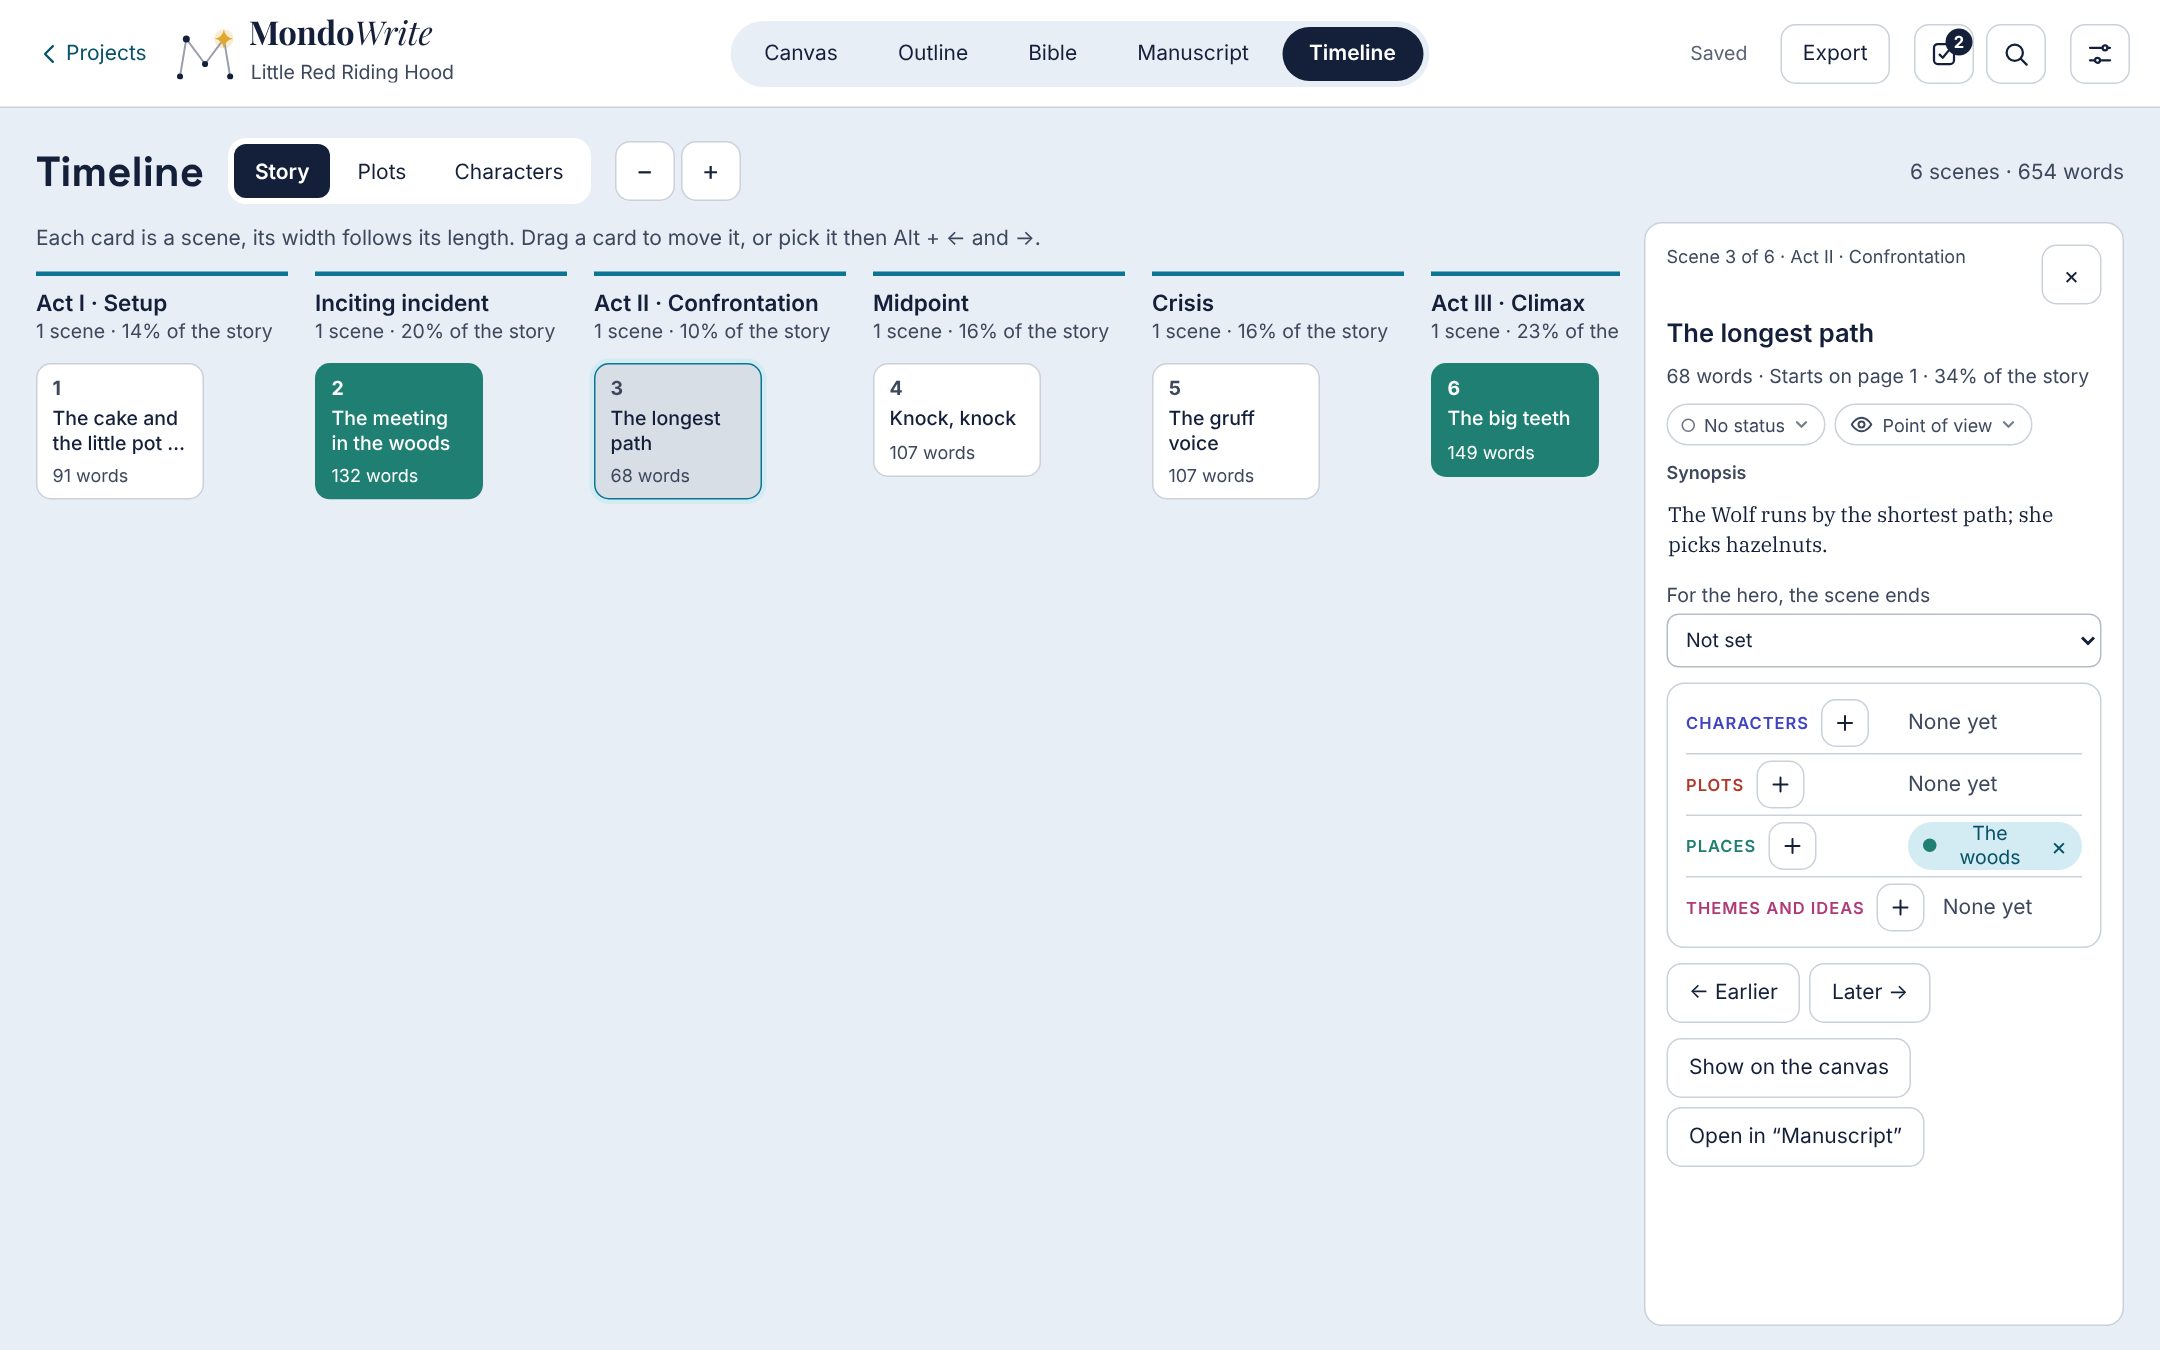 Projects
MondoWrite
Little Red Riding Hood
Canvas
Outline
Bible
Manuscript
Timeline
Saved
Export
2
Timeline
Story
Plots
Characters
−
+
6 scenes · 654 words
Each card is a scene, its width follows its length. Drag a card to move it, or pick it then Alt + ← and →.
Act I · Setup
1 scene · 14% of the story
1
The cake and
the little pot ...
91 words
Inciting incident
1 scene · 20% of the story
2
The meeting
in the woods
132 words
Act II · Confrontation
1 scene · 10% of the story
3
The longest
path
68 words
Midpoint
1 scene · 16% of the story
4
Knock, knock
107 words
Crisis
1 scene · 16% of the story
5
The gruff
voice
107 words
Act III · Climax
1 scene · 23% of the
6
The big teeth
149 words
Scene 3 of 6 · Act II · Confrontation
×
The longest path
68 words · Starts on page 1 · 34% of the story
No status
Point of view
Synopsis
The Wolf runs by the shortest path; she
picks hazelnuts.
For the hero, the scene ends
Not set
CHARACTERS + None yet
PLOTS + None yet
PLACES + The
woods ×
THEMES AND IDEAS + None yet
← Earlier
Later →
Show on the canvas
Open in “Manuscript”